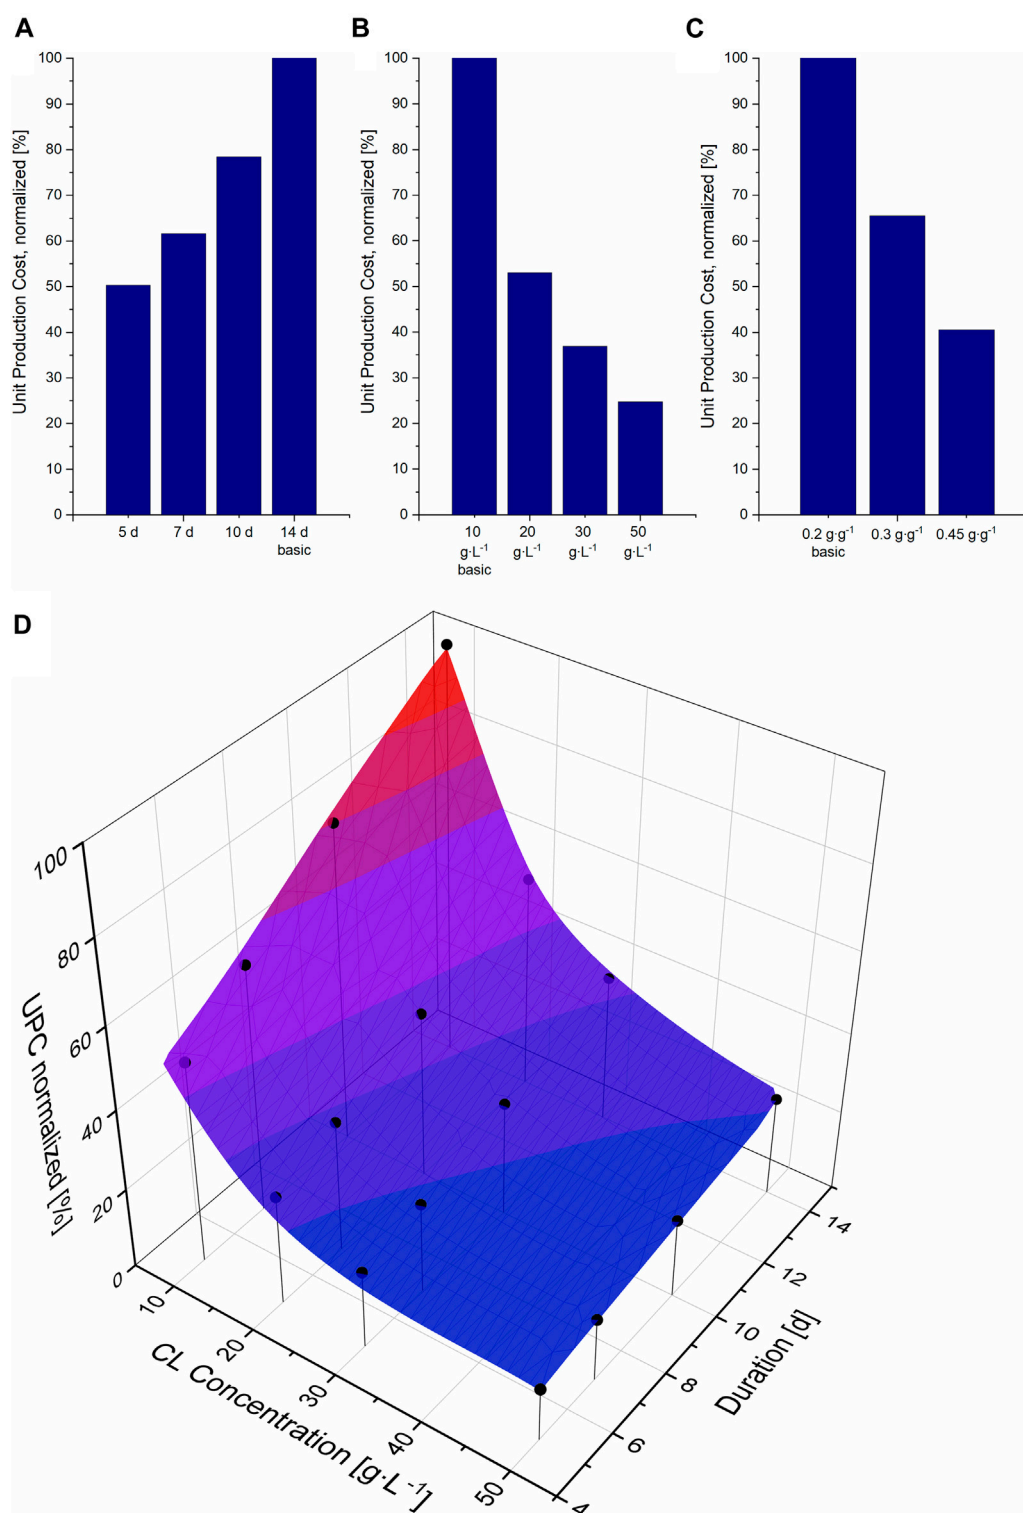 A
Unit Production Cost, normalized [%]
100
90
80
70
60
50
40
30
20
10
0
5 d
7 d
10 d
14 d
basic
B
Unit Production Cost, normalized [%]
100
90
80
70
60
50
40
30
20
10
0
10
g·L⁻¹
basic
20
g·L⁻¹
30
g·L⁻¹
50
g·L⁻¹
C
Unit Production Cost, normalized [%]
100
90
80
70
60
50
40
30
20
10
0
0.2 g·g⁻¹
basic
0.3 g·g⁻¹
0.45 g·g⁻¹
D
UPC normalized [%]
100
80
60
40
20
0
CL Concentration [g·L⁻¹]
10
20
30
40
50
Duration [d]
14
12
10
8
6
4